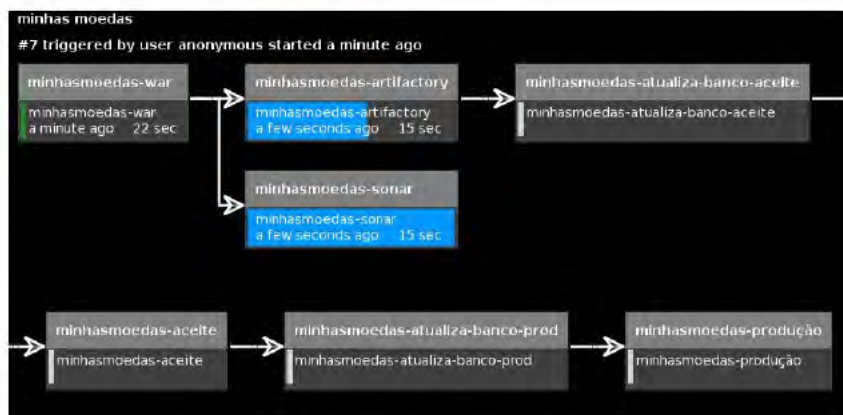 minhas moedas
#7 triggered by user anonymous started a minute ago
minhasmoedas-war
minhasmoedas-war
a minute ago 22 sec
minhasmoedas-artifactory
minhasmoedas-artifactory
a few seconds ago 15 sec
minhasmoedas-atualiza-banco-aceite
minhasmoedas-atualiza-banco-aceite
minhasmoedas-sonar
minhasmoedas-sonar
a few seconds ago 15 sec
minhasmoedas-aceite
minhasmoedas-aceite
minhasmoedas-atualiza-banco-prod
minhasmoedas-atualiza-banco-prod
minhasmoedas-produção
minhasmoedas-produção